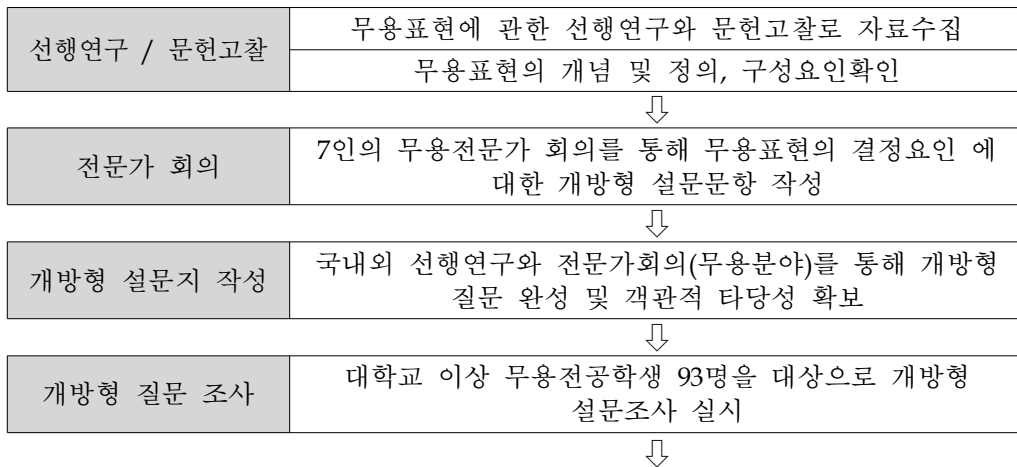 선행연구 / 문헌고찰
무용표현에 관한 선행연구와 문헌고찰로 자료수집
무용표현의 개념 및 정의, 구성요인확인
⇩
전문가 회의
7인의 무용전문가 회의를 통해 무용표현의 결정요인 에
대한 개방형 설문문항 작성
⇩
개방형 설문지 작성
국내외 선행연구와 전문가회의(무용분야)를 통해 개방형
질문 완성 및 객관적 타당성 확보
⇩
개방형 질문 조사
대학교 이상 무용전공학생 93명을 대상으로 개방형
설문조사 실시
⇩